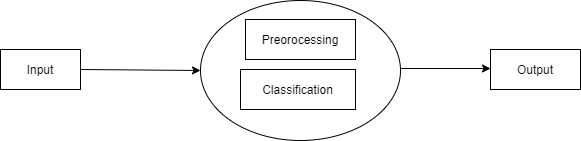 Preorocessing
Input
Output
Classification